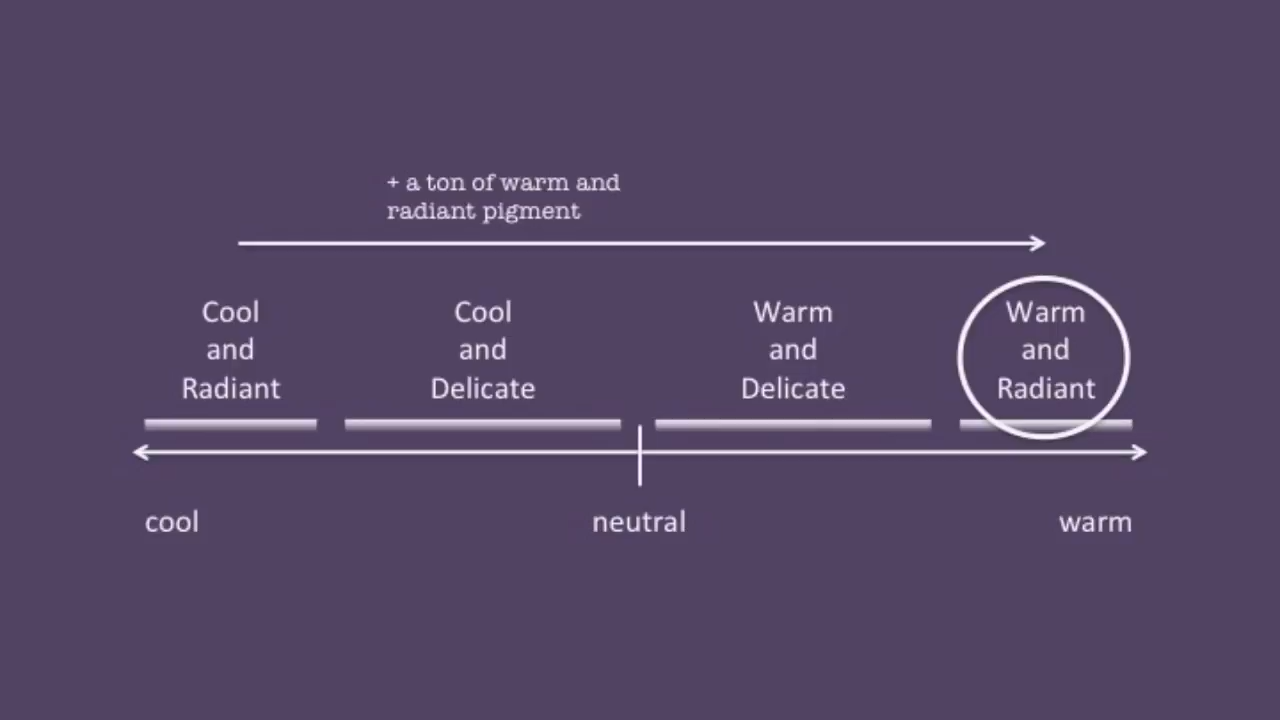 + a ton of warm and
radiant pigment
Cool
and
Radiant
Cool
and
Delicate
Warm
and
Delicate
Warm
and
Radiant
cool
neutral
warm